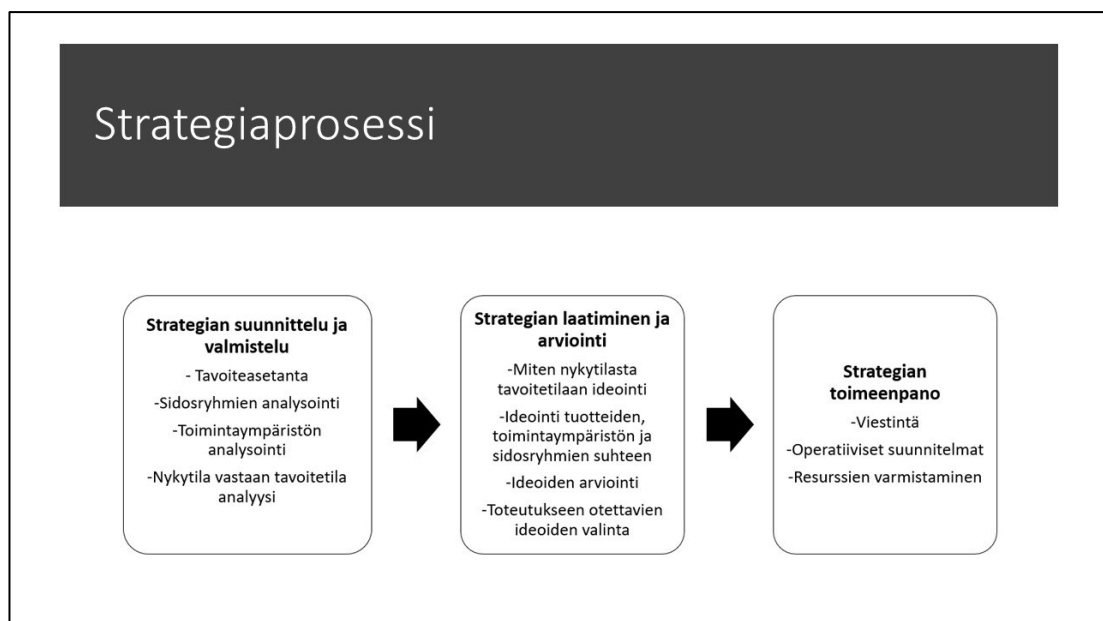 Strategiaprosessi
Strategian suunnittelu ja
valmistelu
- Tavoiteasetanta
-Sidosryhmien analysointi
-Toimintaympäristön
analysointi
-Nykytila vastaan tavoitetila
analyysi
Strategian laatiminen ja
arviointi
-Miten nykytilasta
tavoitetilaan ideointi
-Ideointi tuotteiden,
toimintaympäristön ja
sidosryhmien suhteen
-Ideoiden arviointi
-Toteutukseen otettavien
ideoiden valinta
Strategian
toimeenpano
-Viestintä
-Operatiiviset suunnitelmat
-Resurssien varmistaminen